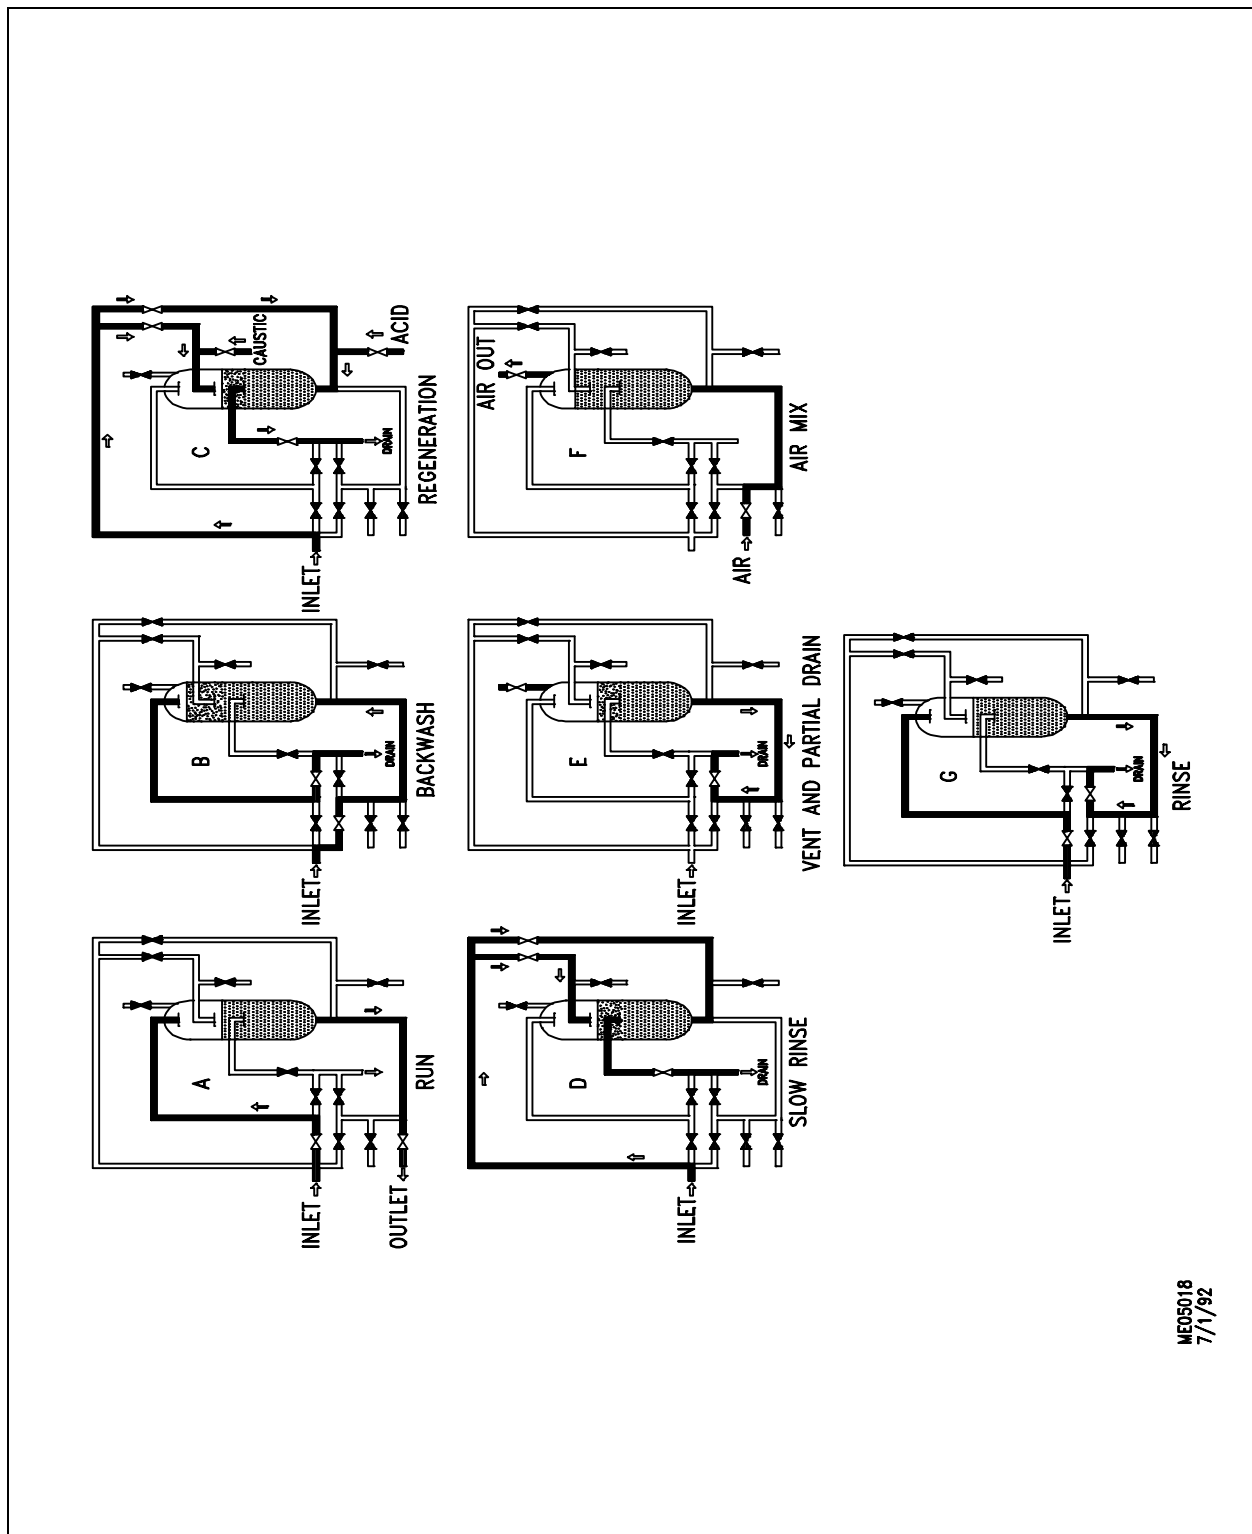 A
INLET
OUTLET
RUN
B
INLET
DRAIN
BACKWASH
C
INLET
CAUSTIC
ACID
DRAIN
REGENERATION
D
INLET
DRAIN
SLOW RINSE
E
INLET
DRAIN
VENT AND PARTIAL DRAIN
F
AIR OUT
AIR
AIR MIX
G
INLET
DRAIN
RINSE
ME05018
7/1/92